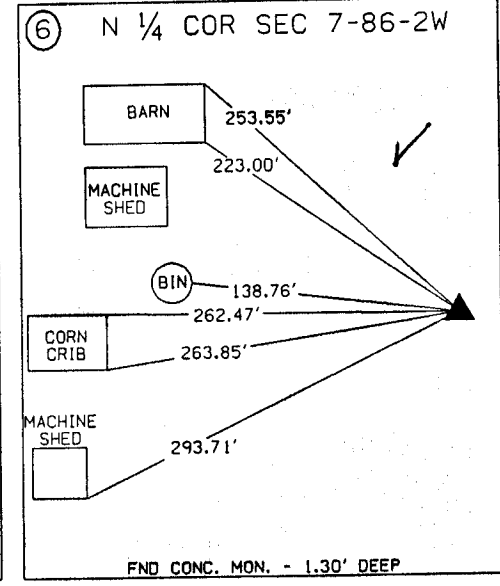 6 N 1/4 COR SEC 7-86-2W
BARN
253.55'
223.00'
MACHINE
SHED
BIN
138.76'
262.47'
CORN
CRIB
263.85'
MACHINE
SHED
293.71'
FND CONC. MON. - 1.30' DEEP